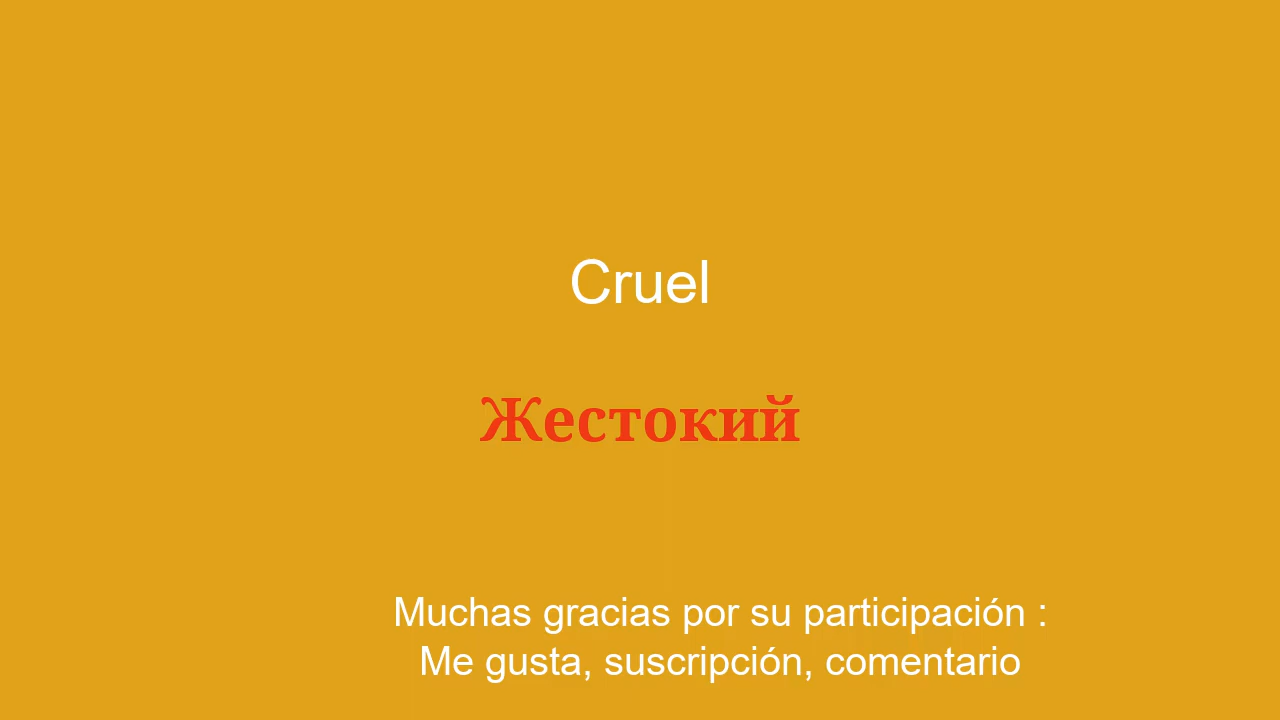 Cruel
Жестокий
Muchas gracias por su participación :
Me gusta, suscripción, comentario